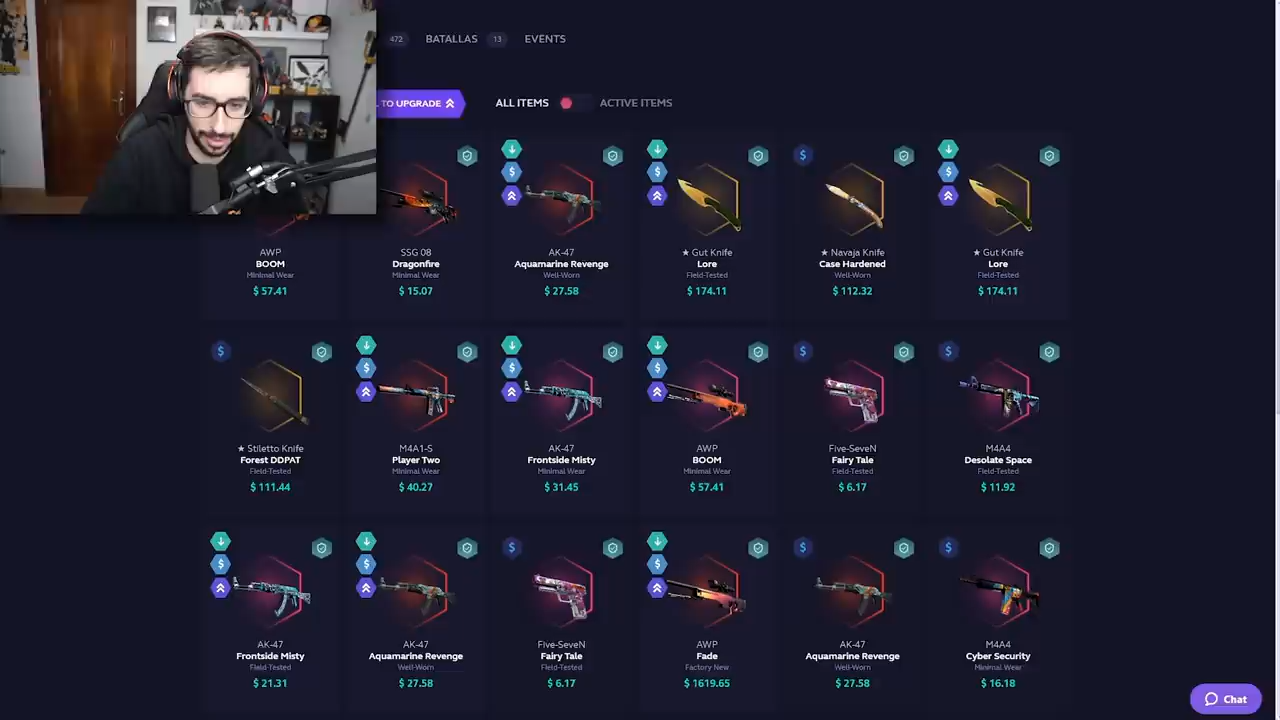 472 BATALLAS 13 EVENTS
TO UPGRADE ALL ITEMS ACTIVE ITEMS
$
AWP
BOOM
Minimal Wear
$ 57.41
SSG 08
Dragonfire
Minimal Wear
$ 15.07
$
AK-47
Aquamarine Revenge
Well-Worn
$ 27.58
$
★ Gut Knife
Lore
Field-Tested
$ 174.11
$
★ Navaja Knife
Case Hardened
Well-Worn
$ 112.32
$
★ Gut Knife
Lore
Field-Tested
$ 174.11
$
★ Stiletto Knife
Forest DDPAT
Field-Tested
$ 111.44
$
M4A1-S
Player Two
Minimal Wear
$ 40.27
$
AK-47
Frontside Misty
Minimal Wear
$ 31.45
$
AWP
BOOM
Minimal Wear
$ 57.41
$
Five-SeveN
Fairy Tale
Field-Tested
$ 6.17
$
M4A4
Desolate Space
Field-Tested
$ 11.92
$
AK-47
Frontside Misty
Field-Tested
$ 21.31
$
AK-47
Aquamarine Revenge
Well-Worn
$ 27.58
$
Five-SeveN
Fairy Tale
Field-Tested
$ 6.17
$
AWP
Fade
Factory New
$ 1619.65
$
AK-47
Aquamarine Revenge
Well-Worn
$ 27.58
$
M4A4
Cyber Security
Minimal Wear
$ 16.18
Chat